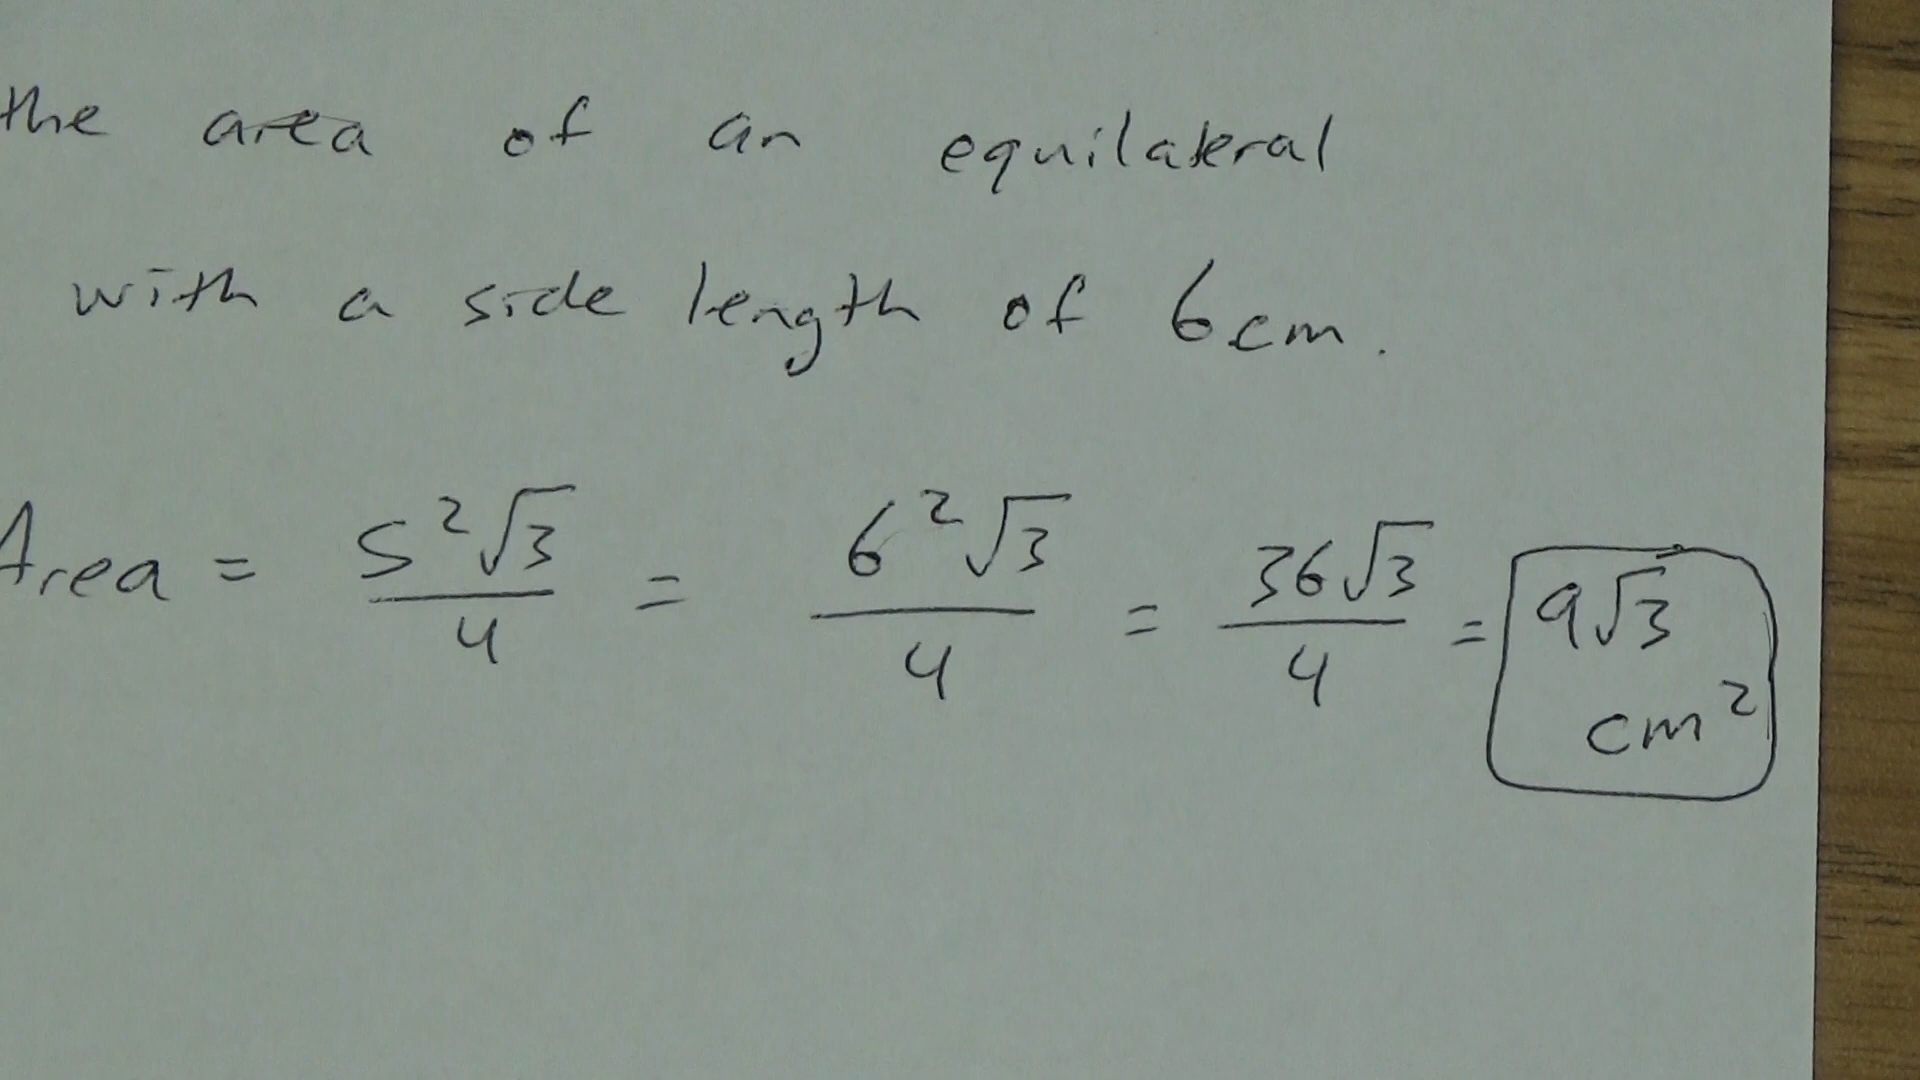 the area of an equilateral
with a side length of 6cm.
Area = s²√3/4 = 6²√3/4 = 36√3/4 = 9√3 cm²